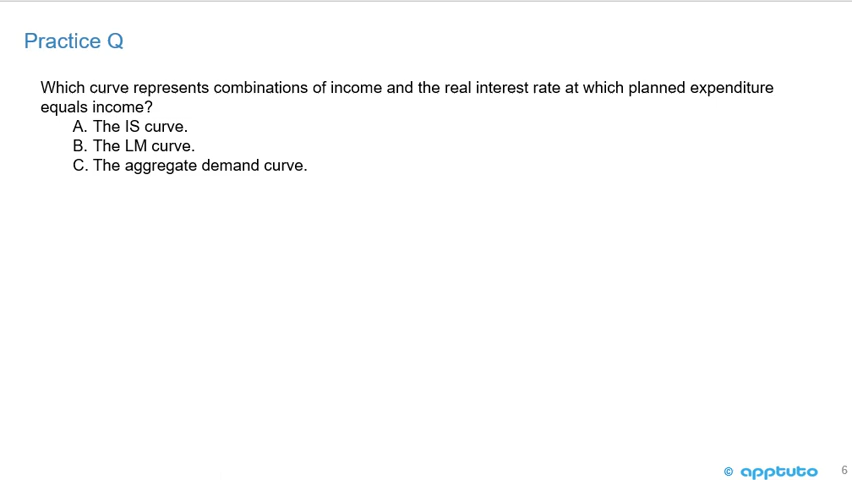 Practice Q
Which curve represents combinations of income and the real interest rate at which planned expenditure
equals income?
A. The IS curve.
B. The LM curve.
C. The aggregate demand curve.
© apptuto 6